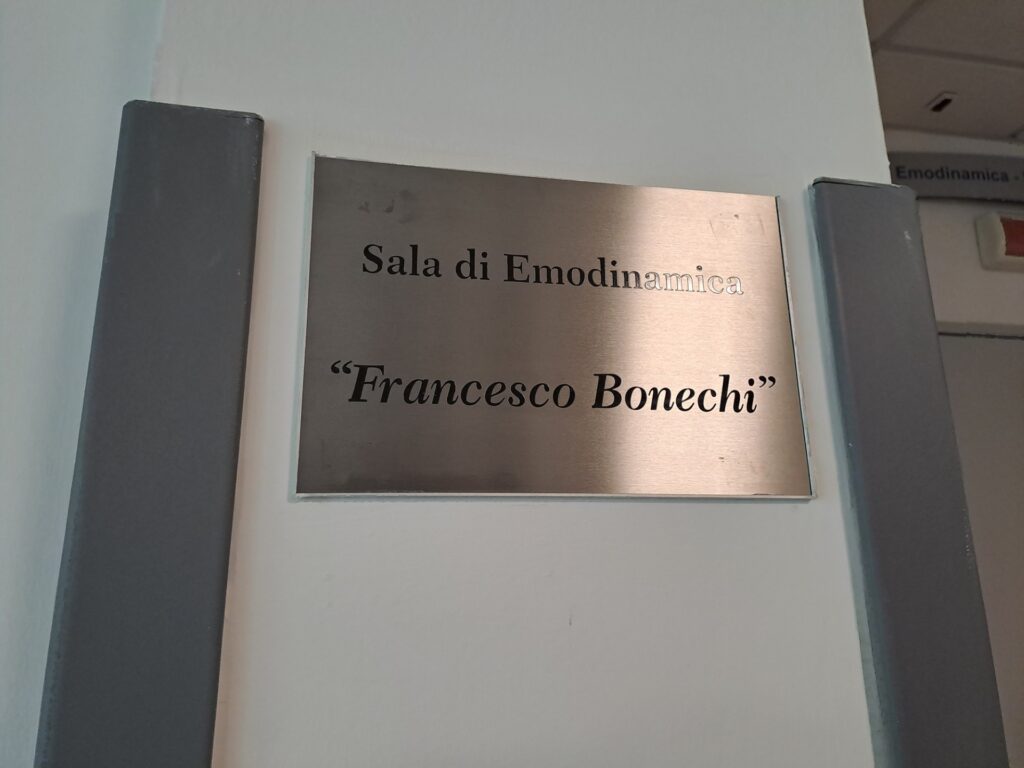 Sala di Emodinamica
“Francesco Bonechi”
Emodinamica -